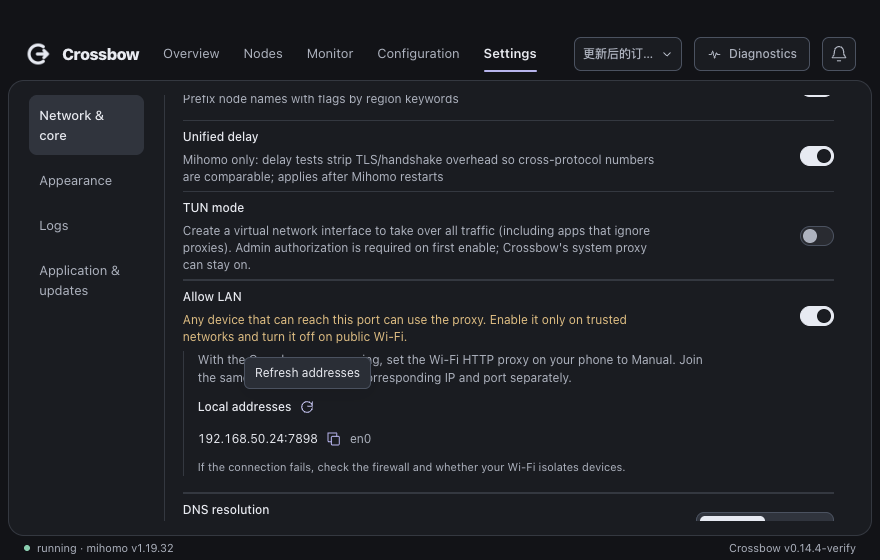 Crossbow
Overview
Nodes
Monitor
Configuration
Settings
更新后的订...
Diagnostics
Network &
core
Appearance
Logs
Application &
updates
Prefix node names with flags by region keywords
Unified delay
Mihomo only: delay tests strip TLS/handshake overhead so cross-protocol numbers
are comparable; applies after Mihomo restarts
TUN mode
Create a virtual network interface to take over all traffic (including apps that ignore
proxies). Admin authorization is required on first enable; Crossbow's system proxy
can stay on.
Allow LAN
Any device that can reach this port can use the proxy. Enable it only on trusted
networks and turn it off on public Wi-Fi.
With the set the Wi-Fi HTTP proxy on your phone to Manual. Join
the IP and port separately.
Refresh addresses
Local addresses
192.168.50.24:7898 en0
If the connection fails, check the firewall and whether your Wi-Fi isolates devices.
DNS resolution
running · mihomo v1.19.32
Crossbow v0.14.4-verify